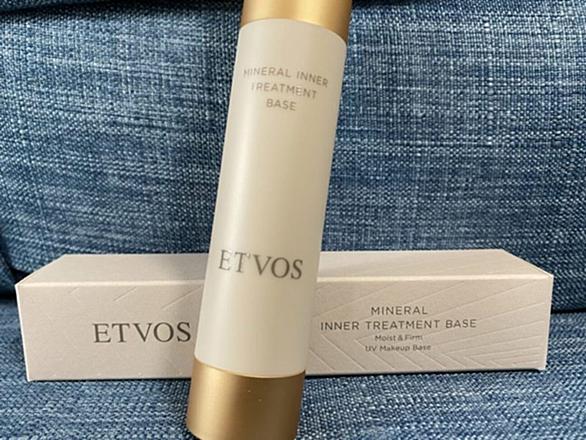 MINERAL INNER
TREATMENT
BASE
ETVOS
ETVOS
MINERAL
INNER TREATMENT BASE
Moist & Firm
UV Makeup Base